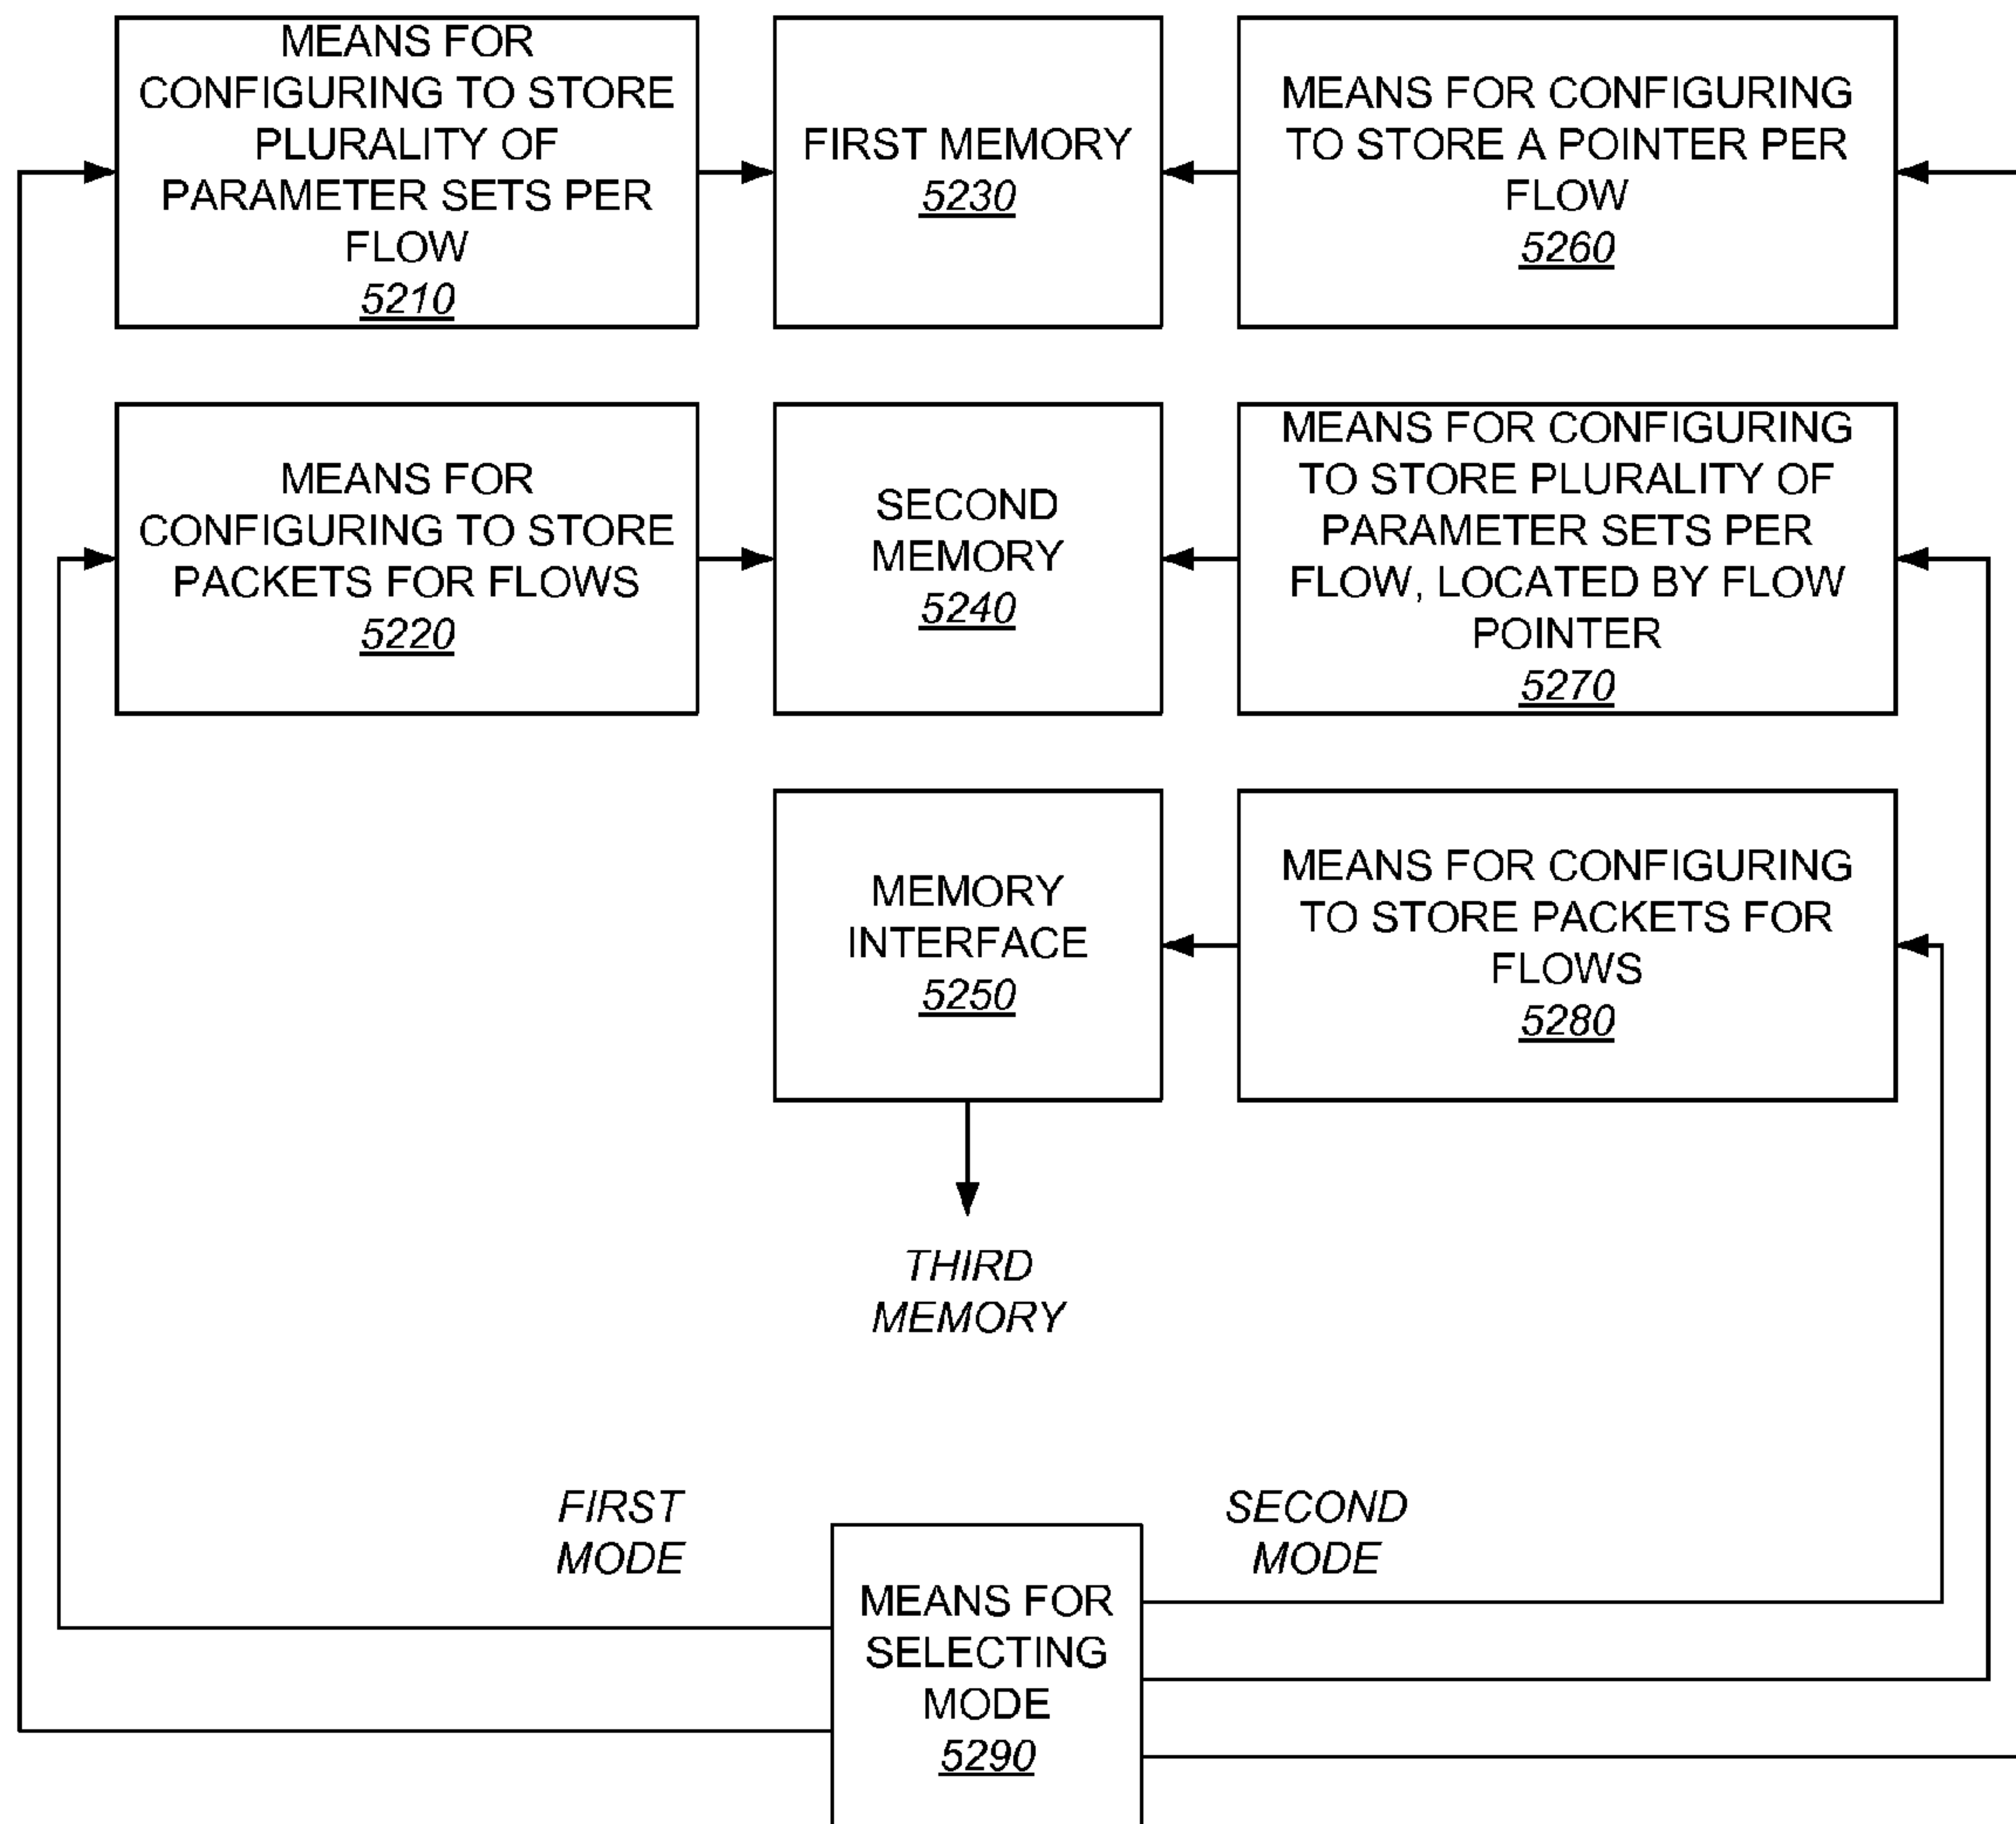 MEANS FOR
CONFIGURING TO STORE
PLURALITY OF
PARAMETER SETS PER
FLOW
5210
FIRST MEMORY
5230
MEANS FOR CONFIGURING
TO STORE A POINTER PER
FLOW
5260
MEANS FOR
CONFIGURING TO STORE
PACKETS FOR FLOWS
5220
SECOND
MEMORY
5240
MEANS FOR CONFIGURING
TO STORE PLURALITY OF
PARAMETER SETS PER
FLOW, LOCATED BY FLOW
POINTER
5270
MEMORY
INTERFACE
5250
MEANS FOR CONFIGURING
TO STORE PACKETS FOR
FLOWS
5280
THIRD
MEMORY
FIRST
MODE
SECOND
MODE
MEANS FOR
SELECTING
MODE
5290